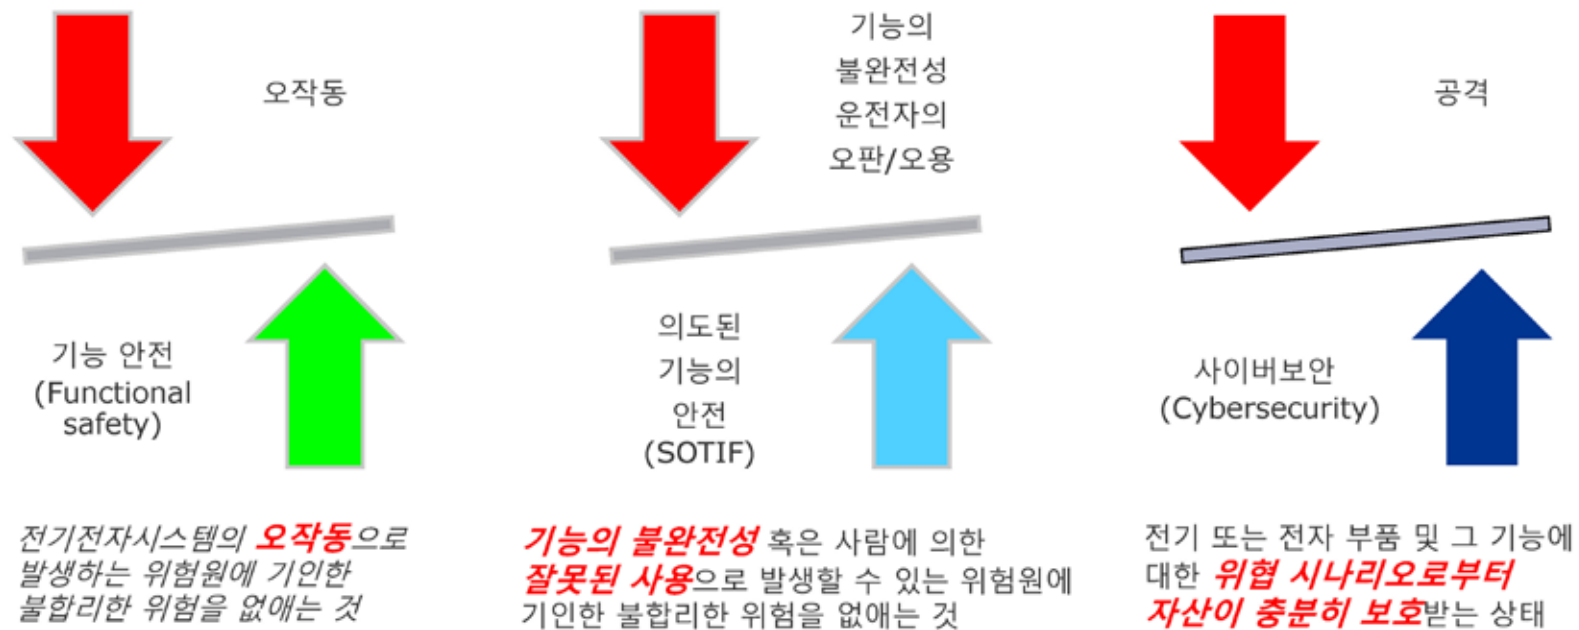 오작동
기능 안전
(Functional
safety)
전기전자시스템의 오작동으로
발생하는 위험원에 기인한
불합리한 위험을 없애는 것
기능의
불완전성
운전자의
오판/오용
의도된
기능의
안전
(SOTIF)
기능의 불완전성 혹은 사람에 의한
잘못된 사용으로 발생할 수 있는 위험원에
기인한 불합리한 위험을 없애는 것
공격
사이버보안
(Cybersecurity)
전기 또는 전자 부품 및 그 기능에
대한 위협 시나리오로부터
자산이 충분히 보호받는 상태